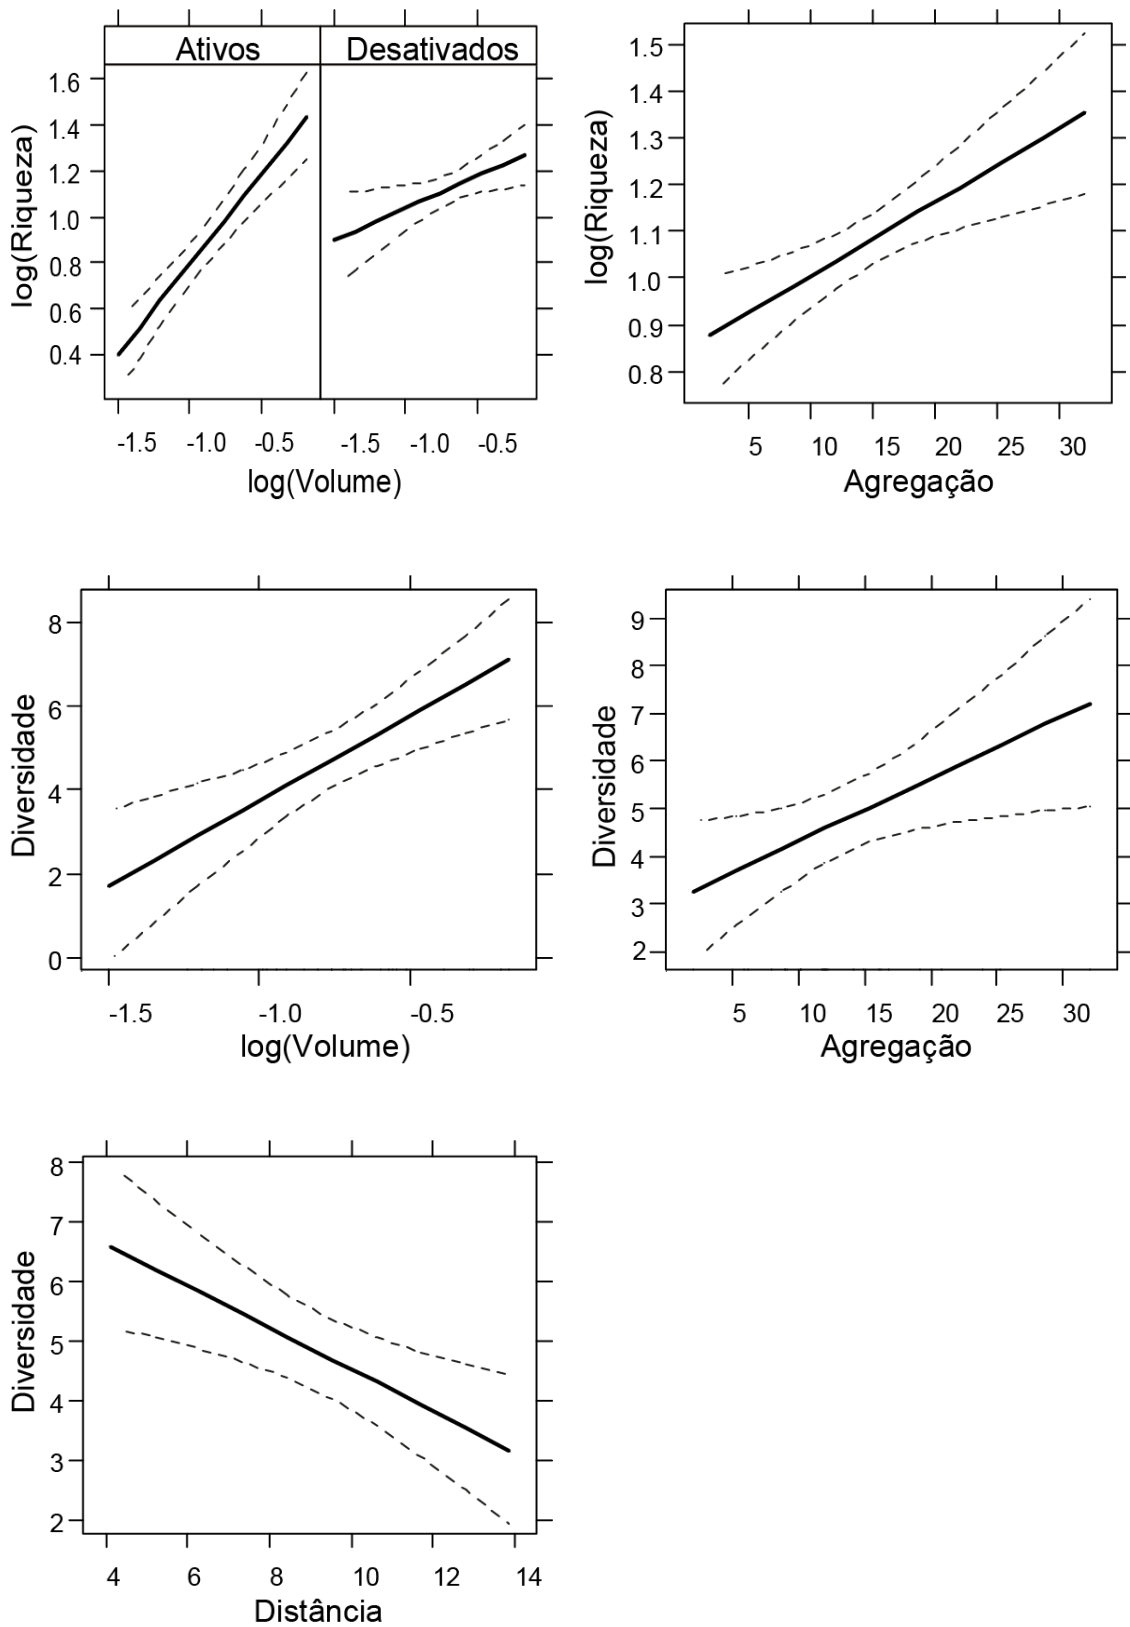 Ativos Desativados
log(Riqueza)
1.6
1.4
1.2
1.0
0.8
0.6
0.4
-1.5 -1.0 -0.5 -1.5 -1.0 -0.5
log(Volume)
log(Riqueza)
1.5
1.4
1.3
1.2
1.1
1.0
0.9
0.8
5 10 15 20 25 30
Agregação
Diversidade
8
6
4
2
0
-1.5 -1.0 -0.5
log(Volume)
Diversidade
9
8
7
6
5
4
3
2
5 10 15 20 25 30
Agregação
Diversidade
8
7
6
5
4
3
2
4 6 8 10 12 14
Distância